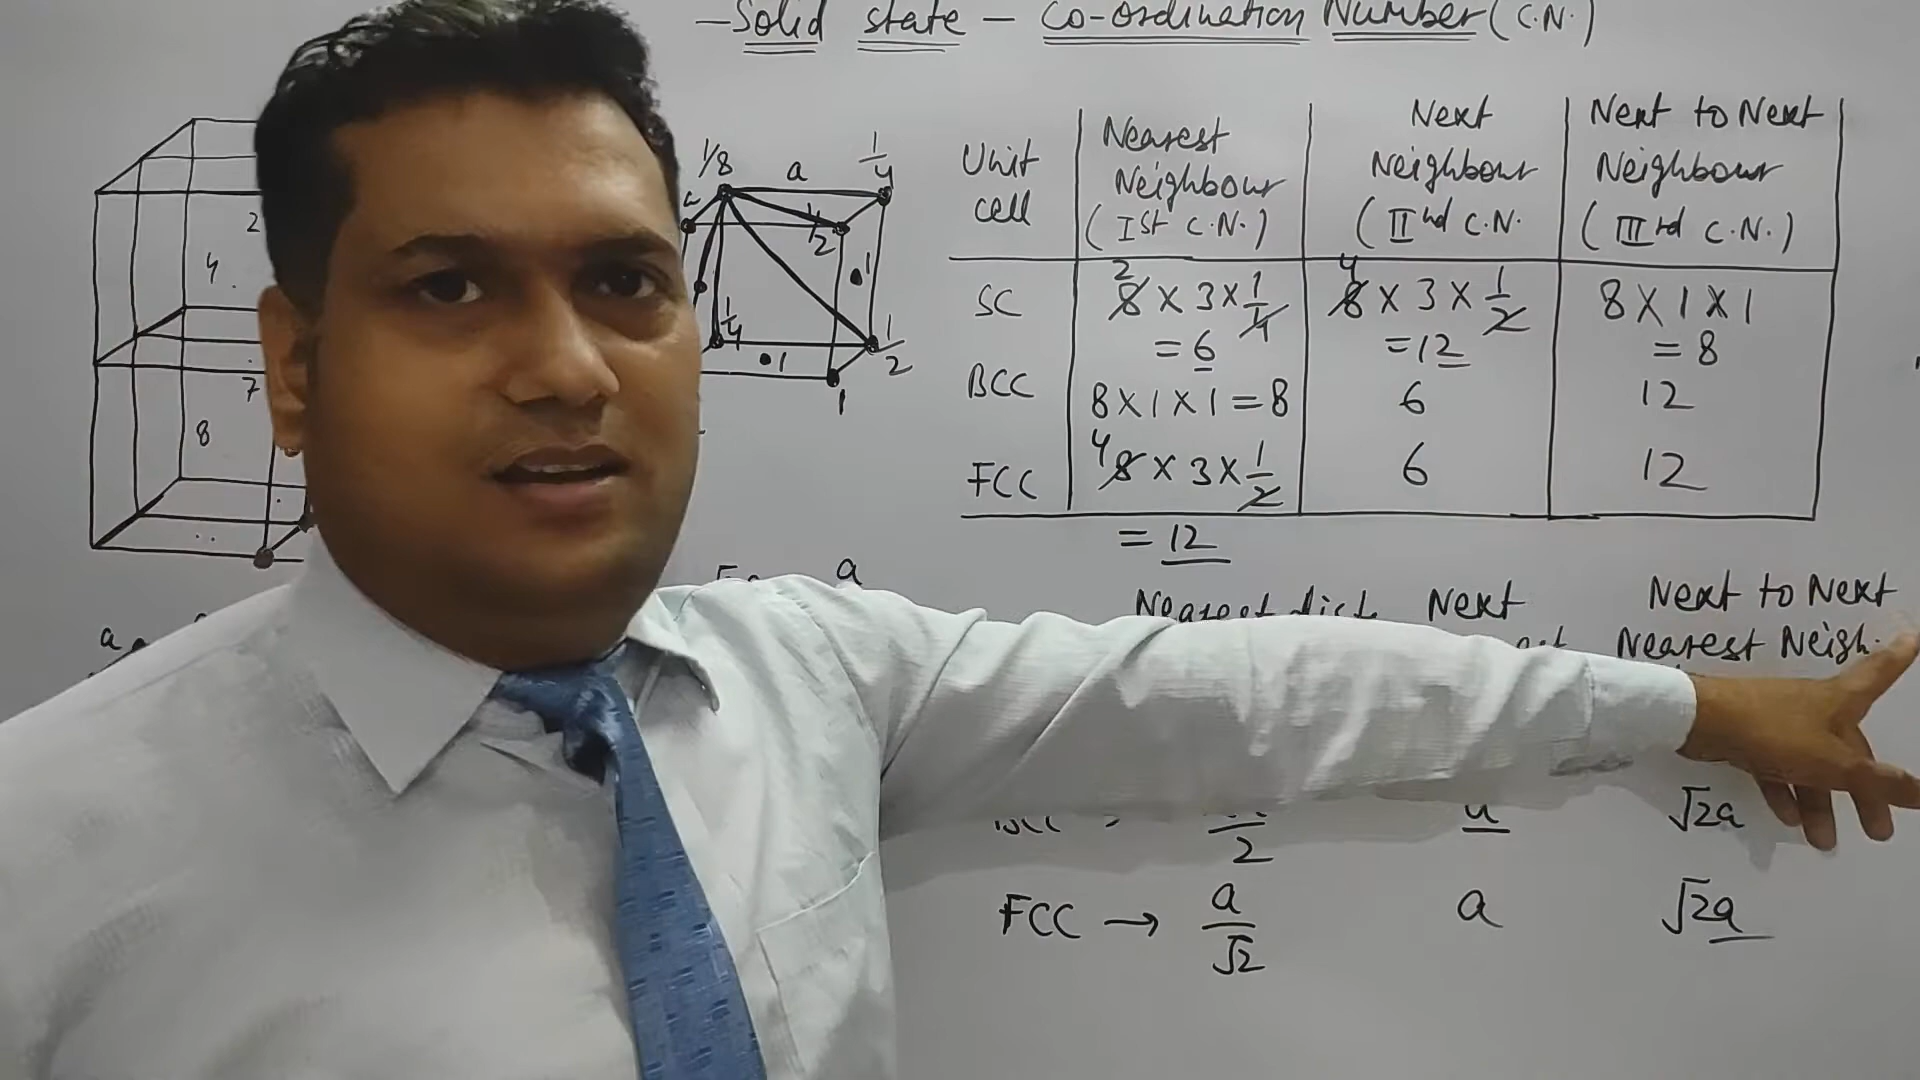 - Solid state - Co-ordination Number (C.N.)
Unit cell | Nearest Neighbour (Ist C.N.) | Next Neighbour (IInd C.N. | Next to Next Neighbour (IIIrd C.N.)
SC | 8 × 3 × 1/4 = 6 | 8 × 3 × 1/2 = 12 | 8 × 1 × 1 = 8
BCC | 8 × 1 × 1 = 8 | 6 | 12
FCC | 8 × 3 × 1/2 = 12 | 6 | 12
2
4
7
8
1/8
a
1/4
a
1/2
1
1/4
1
1/2
1
a
a
Nearest dist.
Next
Next to Next
Nearest Neigh.
2
√2a
FCC → a/√2
a
√2a